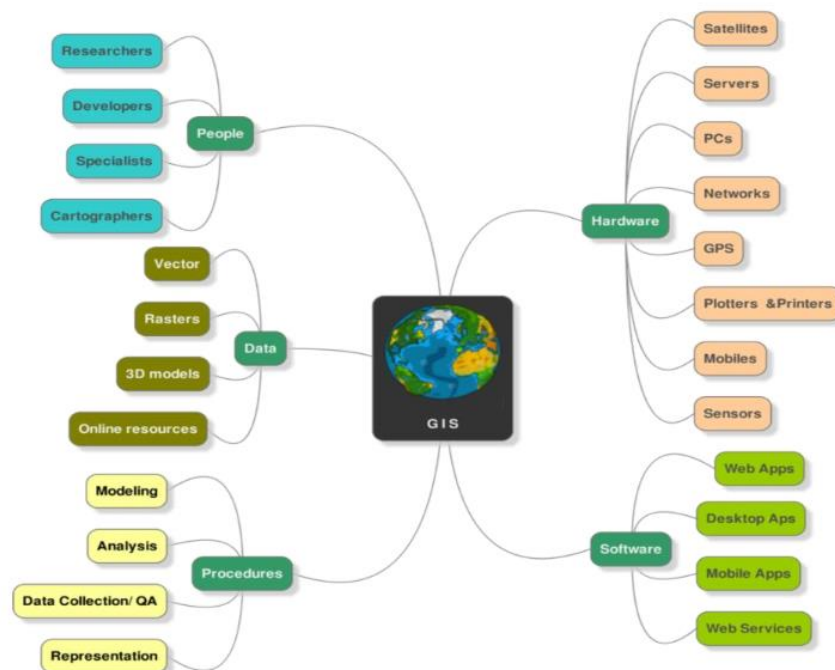 Researchers
Developers
Specialists
Cartographers
People
Vector
Rasters
3D models
Online resources
Data
Modeling
Analysis
Data Collection/ QA
Representation
Procedures
GIS
Satellites
Servers
PCs
Networks
GPS
Plotters &Printers
Mobiles
Sensors
Hardware
Web Apps
Desktop Aps
Mobile Apps
Web Services
Software